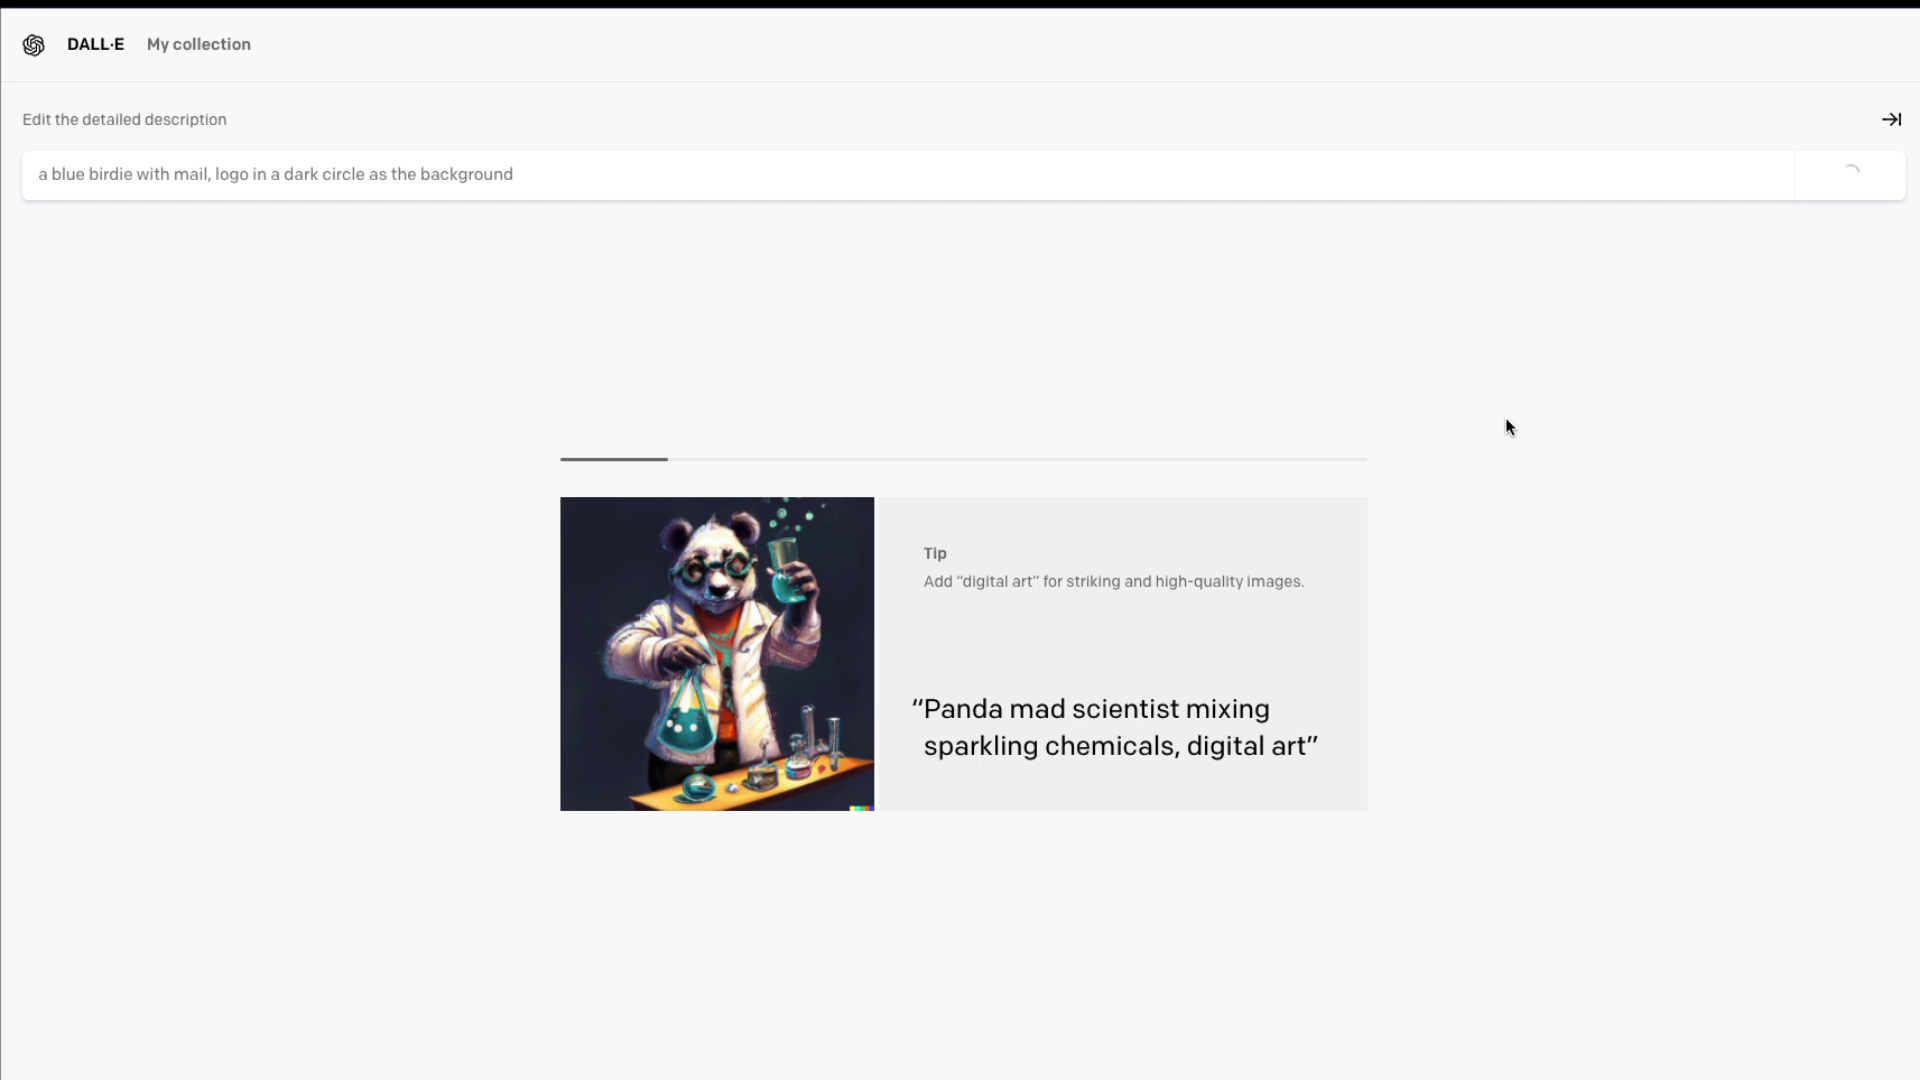 DALL·E My collection
Edit the detailed description
a blue birdie with mail, logo in a dark circle as the background
Tip
Add “digital art” for striking and high-quality images.
“Panda mad scientist mixing
sparkling chemicals, digital art”